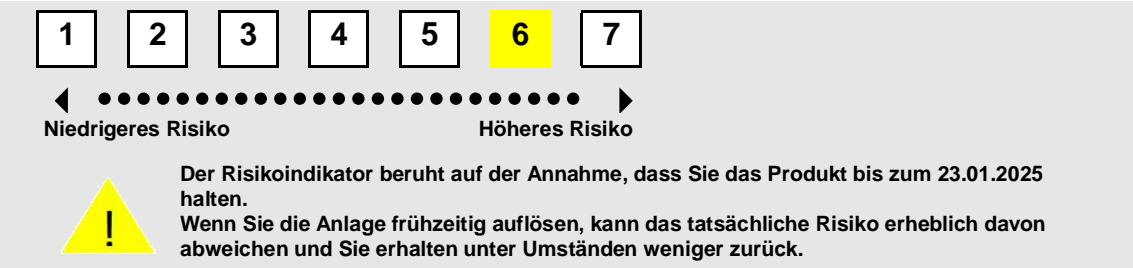 1 2 3 4 5 6 7
Niedrigeres Risiko Höheres Risiko
Der Risikoindikator beruht auf der Annahme, dass Sie das Produkt bis zum 23.01.2025
halten.
Wenn Sie die Anlage frühzeitig auflösen, kann das tatsächliche Risiko erheblich davon
abweichen und Sie erhalten unter Umständen weniger zurück.
!